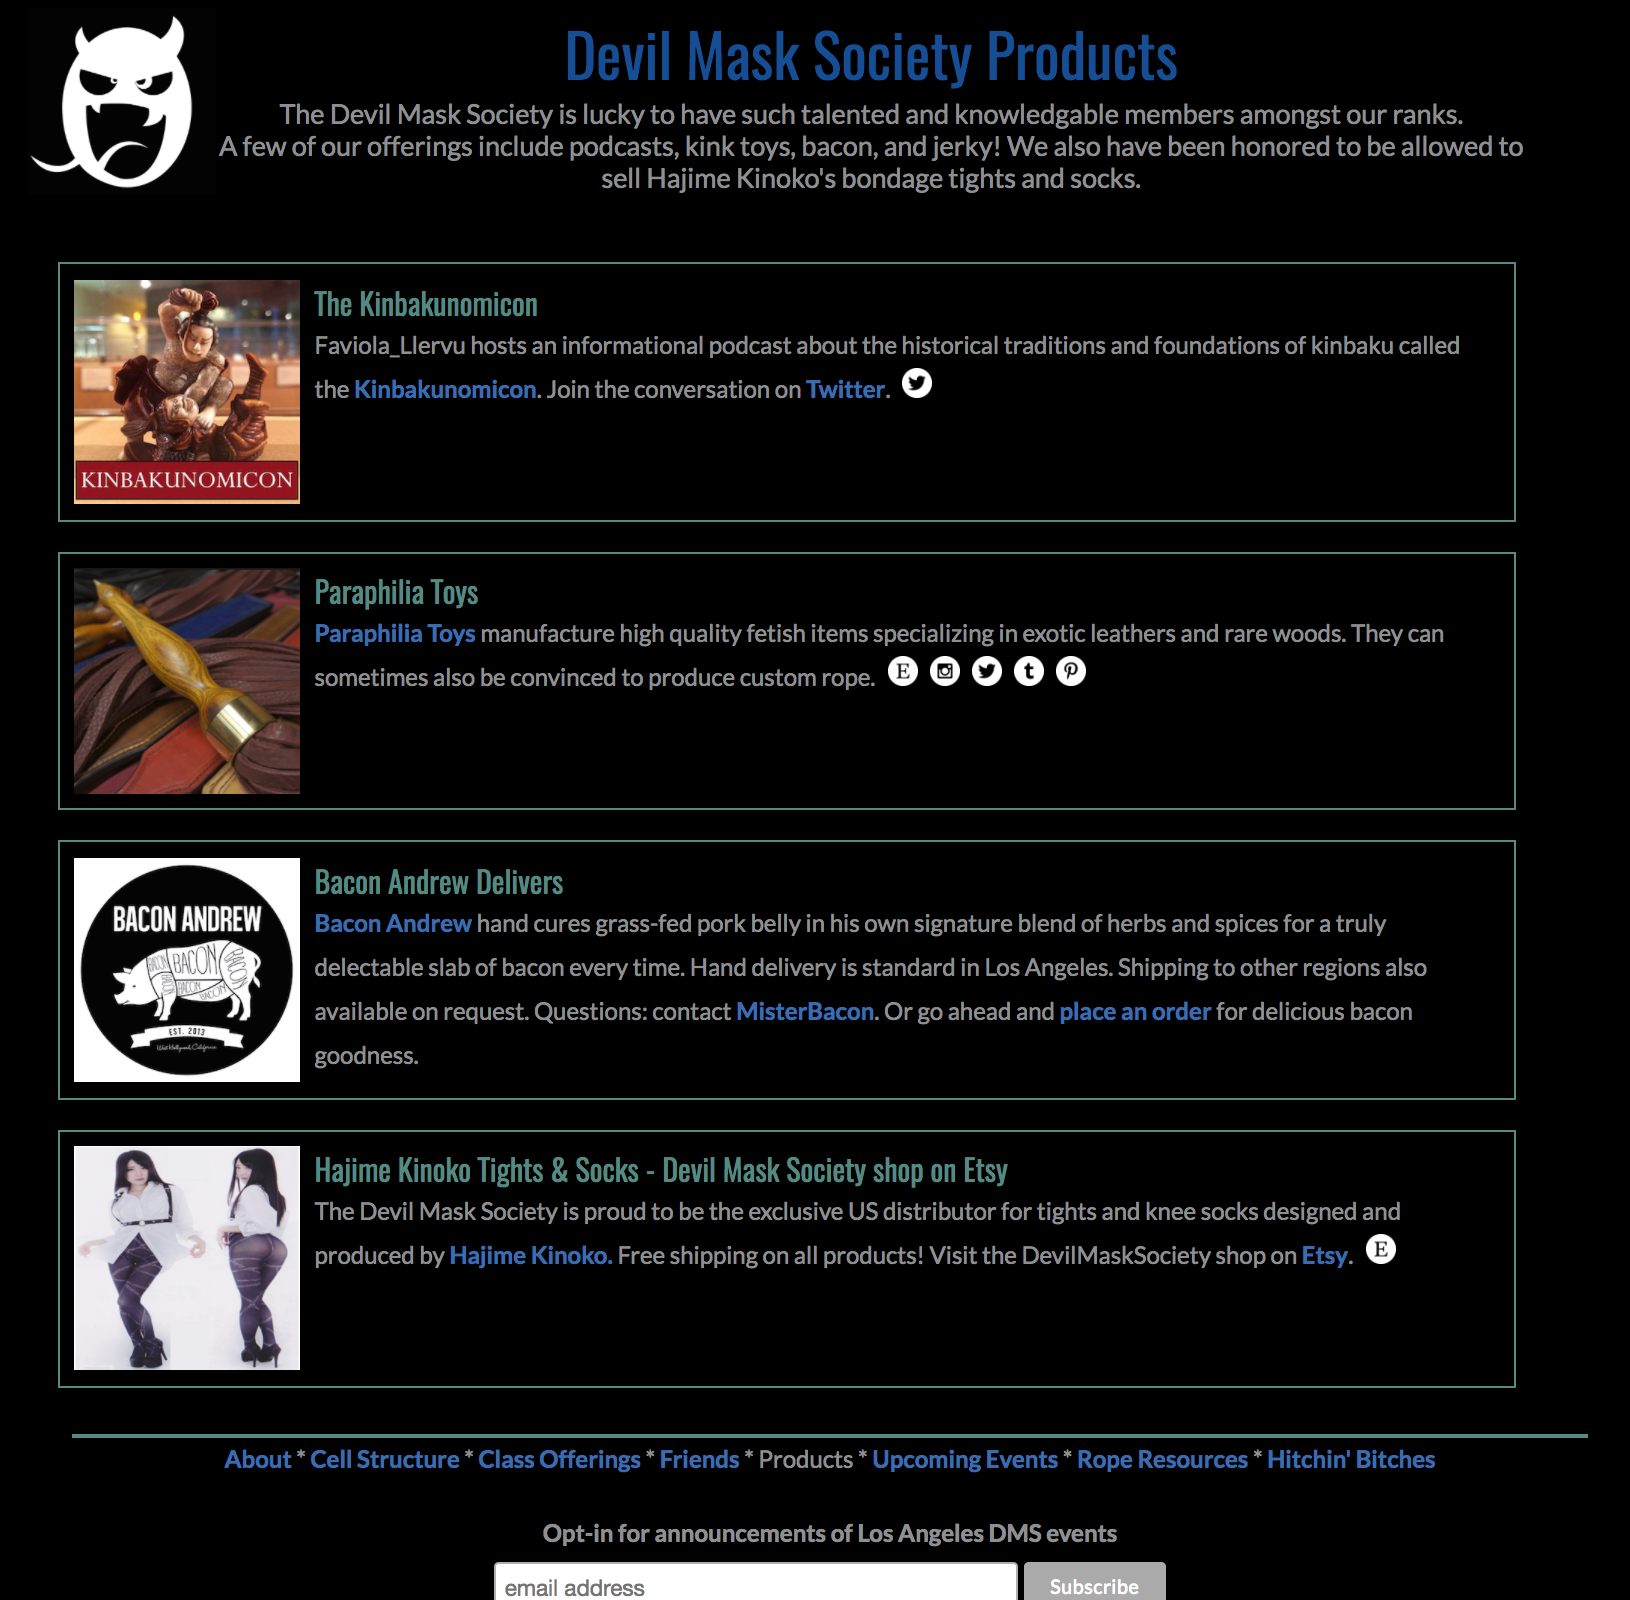 Devil Mask Society Products
The Devil Mask Society is lucky to have such talented and knowledgable members amongst our ranks.
A few of our offerings include podcasts, kink toys, bacon, and jerky! We also have been honored to be allowed to
sell Hajime Kinoko's bondage tights and socks.
The Kinbakunomicon
Faviola_Llervu hosts an informational podcast about the historical traditions and foundations of kinbaku called
the Kinbakunomicon. Join the conversation on Twitter.
KINBAKUNOMICON
Paraphilia Toys
Paraphilia Toys manufacture high quality fetish items specializing in exotic leathers and rare woods. They can
sometimes also be convinced to produce custom rope.
BACON ANDREW
BACON BACON BACON
BACON BACON
EST. 2013
West Hollywood, California
Bacon Andrew Delivers
Bacon Andrew hand cures grass-fed pork belly in his own signature blend of herbs and spices for a truly
delectable slab of bacon every time. Hand delivery is standard in Los Angeles. Shipping to other regions also
available on request. Questions: contact MisterBacon. Or go ahead and place an order for delicious bacon
goodness.
Hajime Kinoko Tights & Socks - Devil Mask Society shop on Etsy
The Devil Mask Society is proud to be the exclusive US distributor for tights and knee socks designed and
produced by Hajime Kinoko. Free shipping on all products! Visit the DevilMaskSociety shop on Etsy.
About * Cell Structure * Class Offerings * Friends * Products * Upcoming Events * Rope Resources * Hitchin' Bitches
Opt-in for announcements of Los Angeles DMS events
email address
Subscribe